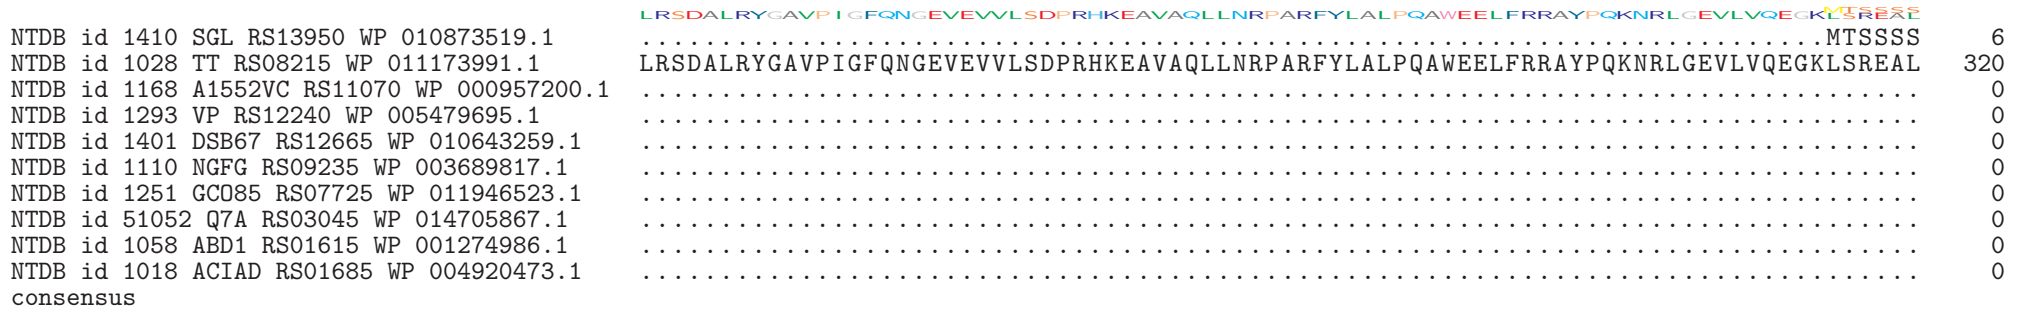 LRSDALRYGAVPIGFQNGEVEVVLSDPRHKEAVAQLLNRPARFYLALPQAWEELFRRAYPQKNRLGEVLVQEGKLSREAL
MTSSSS
NTDB id 1410 SGL RS13950 WP 010873519.1 ..........................................................................MTSSSS 6
NTDB id 1028 TT RS08215 WP 011173991.1 LRSDALRYGAVPIGFQNGEVEVVLSDPRHKEAVAQLLNRPARFYLALPQAWEELFRRAYPQKNRLGEVLVQEGKLSREAL 320
NTDB id 1168 A1552VC RS11070 WP 000957200.1 ................................................................................ 0
NTDB id 1293 VP RS12240 WP 005479695.1 ................................................................................ 0
NTDB id 1401 DSB67 RS12665 WP 010643259.1 ................................................................................ 0
NTDB id 1110 NGFG RS09235 WP 003689817.1 ................................................................................ 0
NTDB id 1251 GCO85 RS07725 WP 011946523.1 ................................................................................ 0
NTDB id 51052 Q7A RS03045 WP 014705867.1 ................................................................................ 0
NTDB id 1058 ABD1 RS01615 WP 001274986.1 ................................................................................ 0
NTDB id 1018 ACIAD RS01685 WP 004920473.1 ................................................................................ 0
consensus